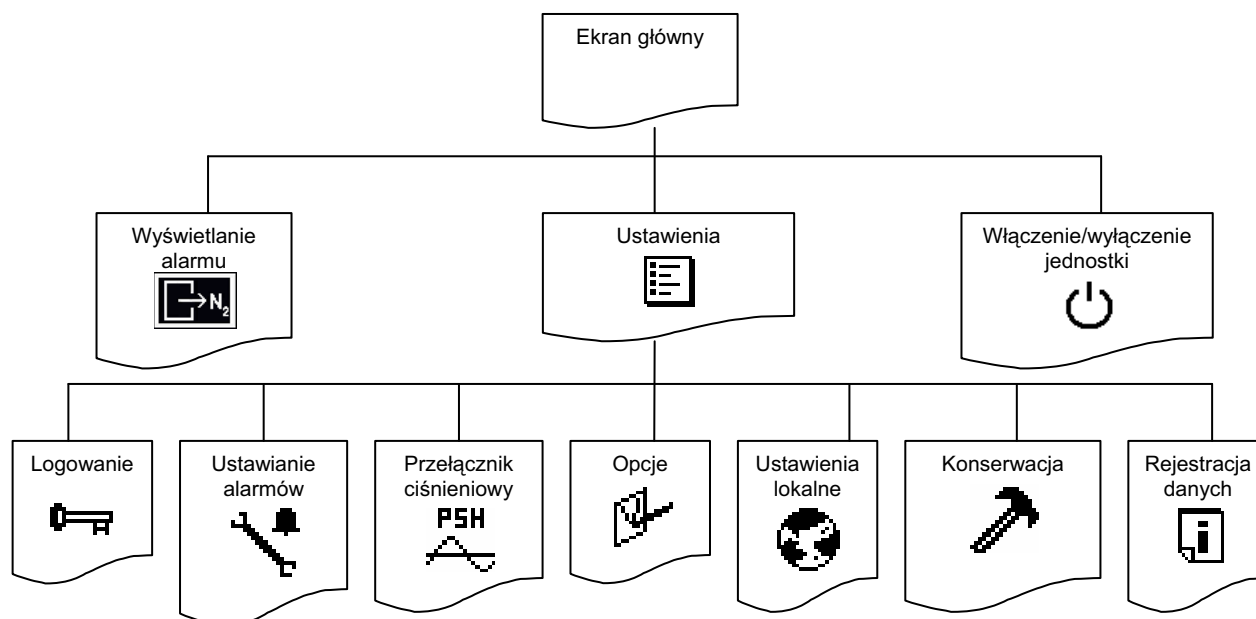 Ekran główny
Wyświetlanie
alarmu
N2
Ustawienia
Włączenie/wyłączenie
jednostki
Logowanie
Ustawianie
alarmów
Przełącznik
ciśnieniowy
PSH
Opcje
Ustawienia
lokalne
Konserwacja
Rejestracja
danych
i